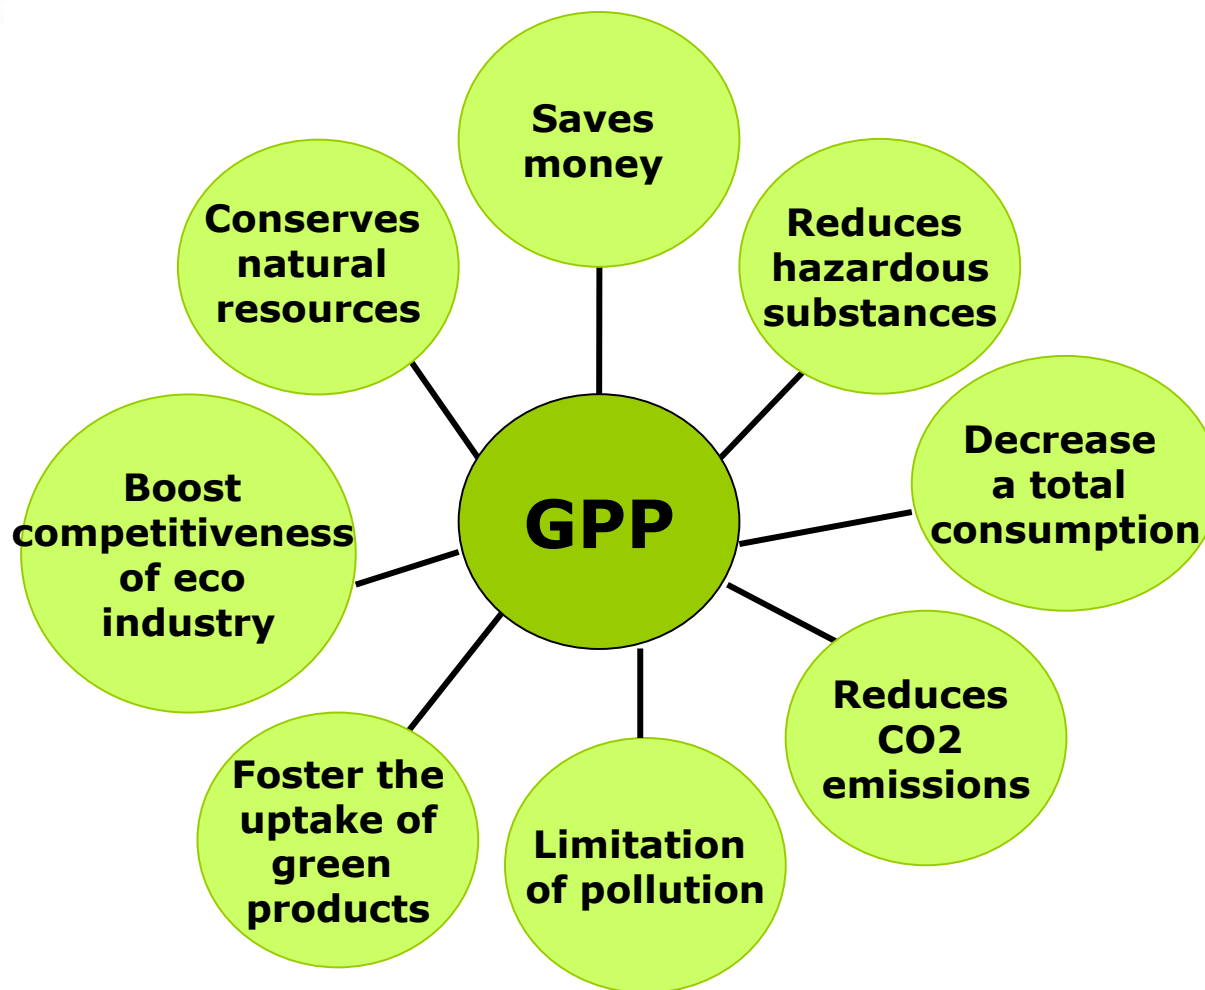 Saves
money
Reduces
hazardous
substances
Decrease
a total
consumption
Reduces
CO2
emissions
Limitation
of pollution
Foster the
uptake of
green
products
Boost
competitiveness
of eco
industry
Conserves
natural
resources
GPP